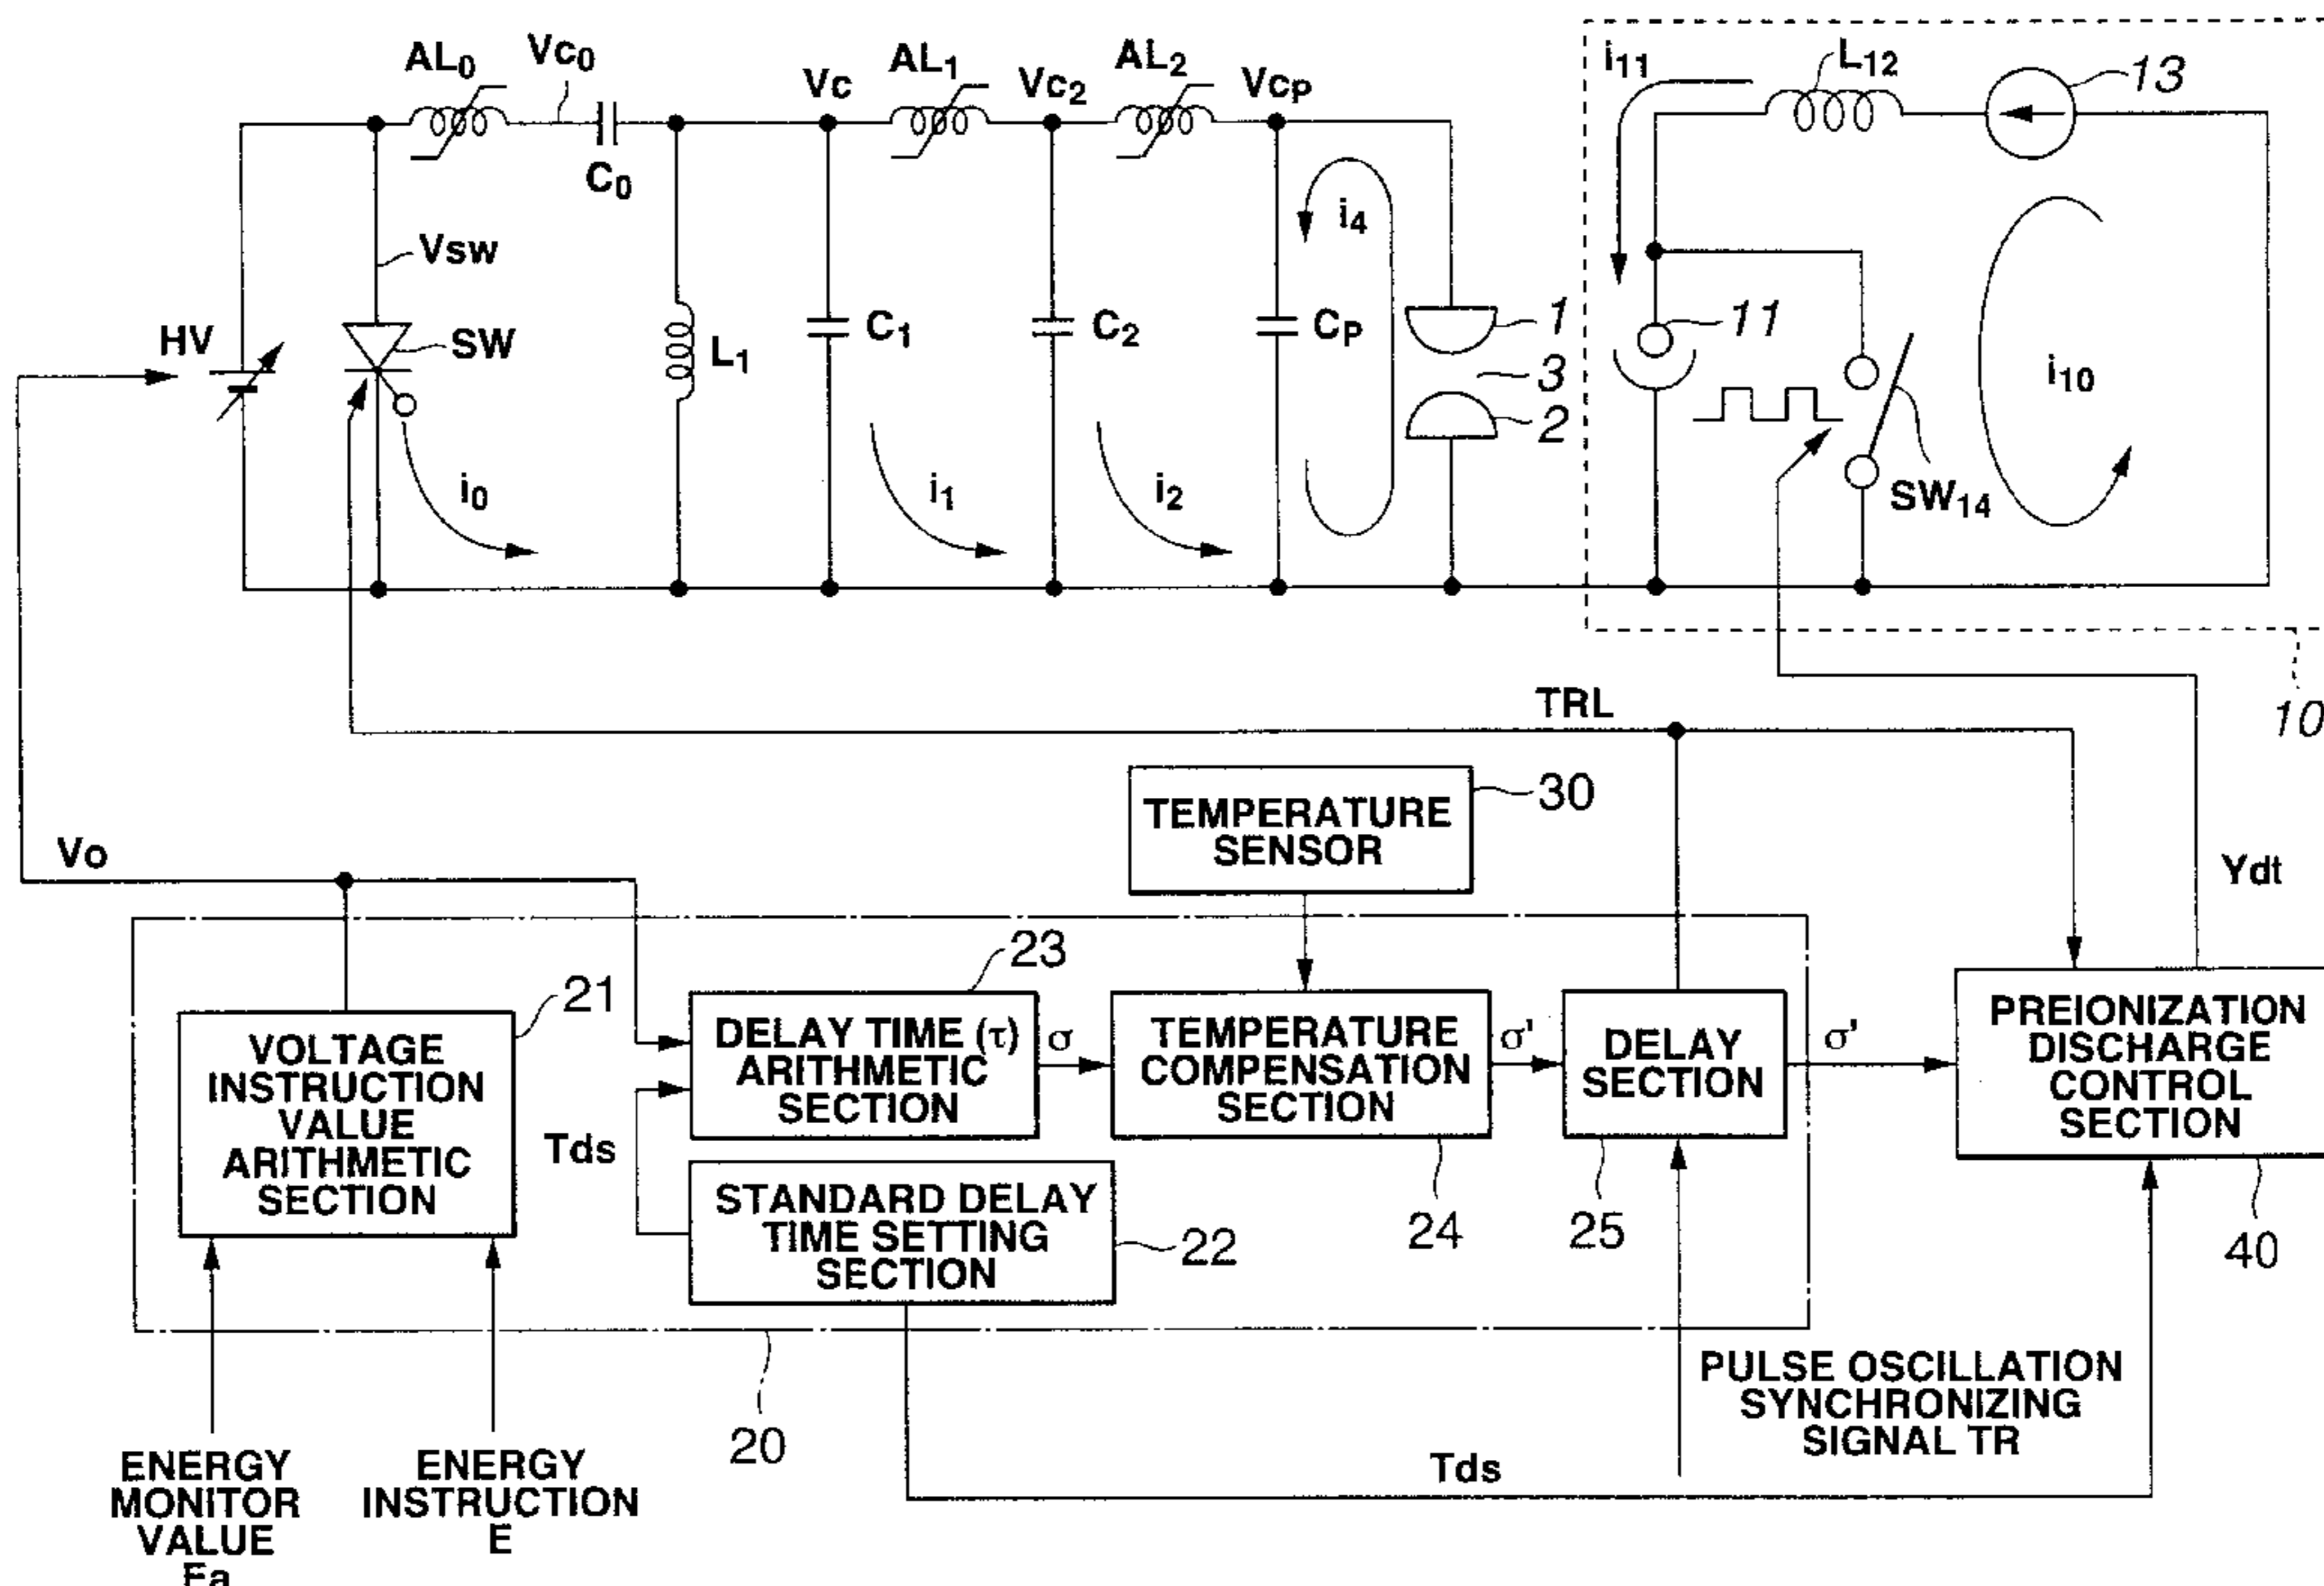 AL0
Vc0
C0
Vc
AL1
Vc2
AL2
VcP
i11
L12
13
Vsw
HV
SW
L1
C1
C2
CP
i4
1
3
2
11
i10
SW14
i0
i1
i2
10
TRL
Vo
TEMPERATURE
SENSOR
30
Ydt
21
VOLTAGE
INSTRUCTION
VALUE
ARITHMETIC
SECTION
23
DELAY TIME (τ)
ARITHMETIC
SECTION
σ
TEMPERATURE
COMPENSATION
SECTION
24
σ'
DELAY
SECTION
25
σ'
PREIONIZATION
DISCHARGE
CONTROL
SECTION
40
Tds
STANDARD DELAY
TIME SETTING
SECTION
22
20
ENERGY
MONITOR
VALUE
Ea
ENERGY
INSTRUCTION
E
PULSE OSCILLATION
SYNCHRONIZING
SIGNAL TR
Tds